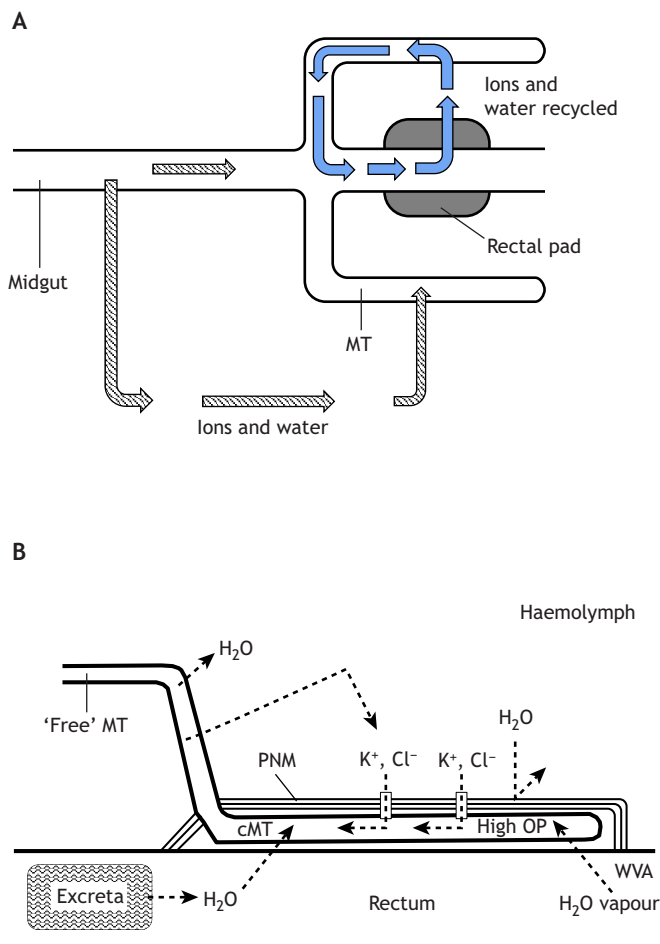 A
Ions and
water recycled
Rectal pad
Midgut
MT
Ions and water
B
Haemolymph
H₂O
‘Free’ MT
H₂O
PNM
K⁺, Cl⁻
K⁺, Cl⁻
cMT
High OP
WVA
Excreta
H₂O
Rectum
H₂O vapour